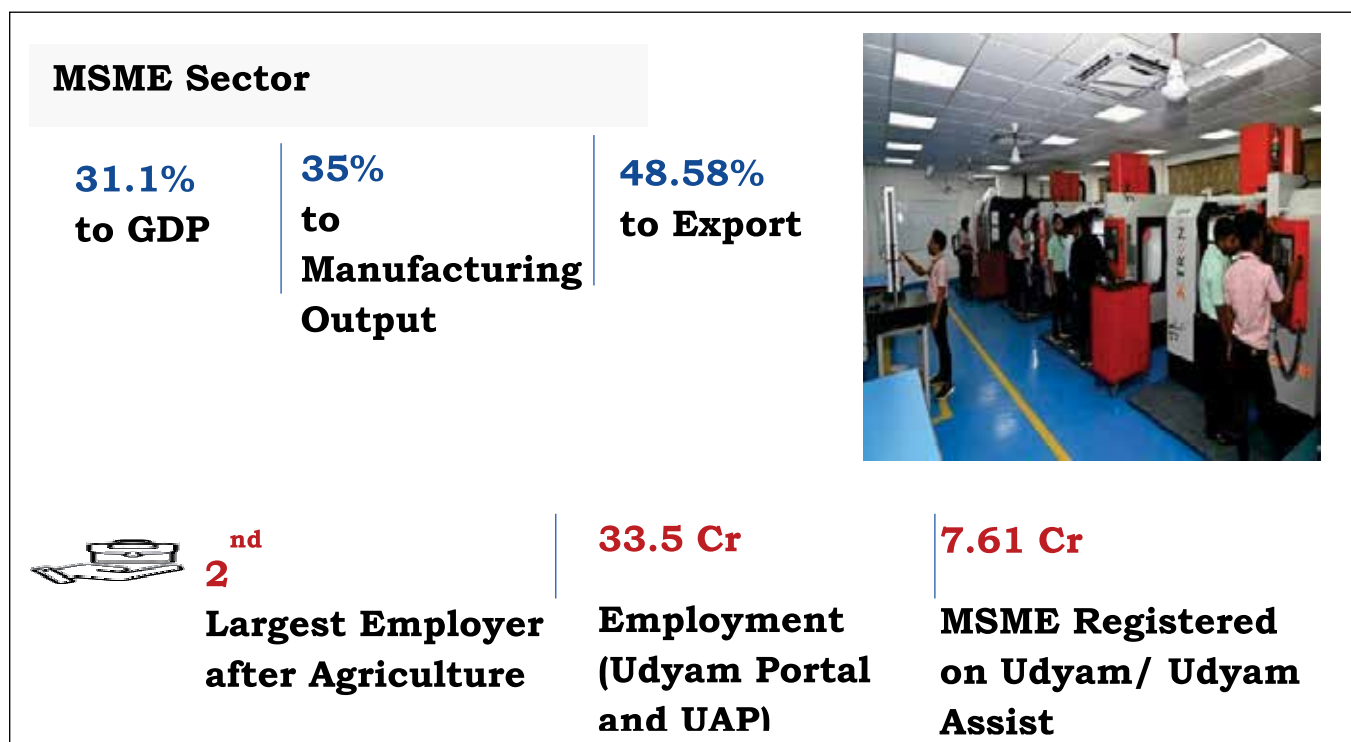 MSME Sector
31.1%
to GDP
35%
to
Manufacturing
Output
48.58%
to Export
2nd
Largest Employer
after Agriculture
33.5 Cr
Employment
(Udyam Portal
and UAP)
7.61 Cr
MSME Registered
on Udyam/ Udyam
Assist